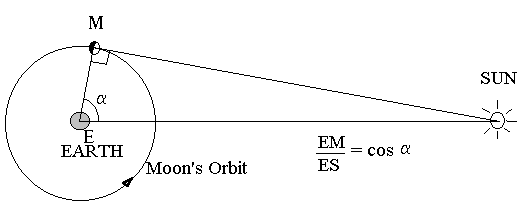 M
SUN
α
E
EARTH
EM
ES
= cos α
Moon's Orbit